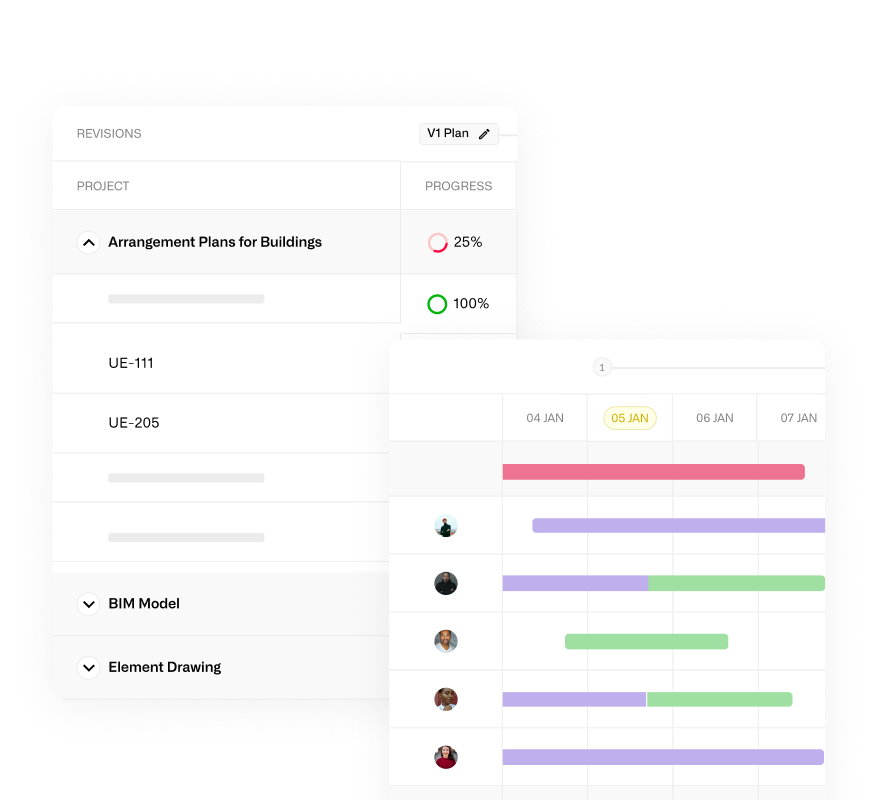 REVISIONS
V1 Plan
PROJECT
PROGRESS
Arrangement Plans for Buildings
25%
100%
UE-111
UE-205
BIM Model
Element Drawing
1
04 JAN
05 JAN
06 JAN
07 JAN